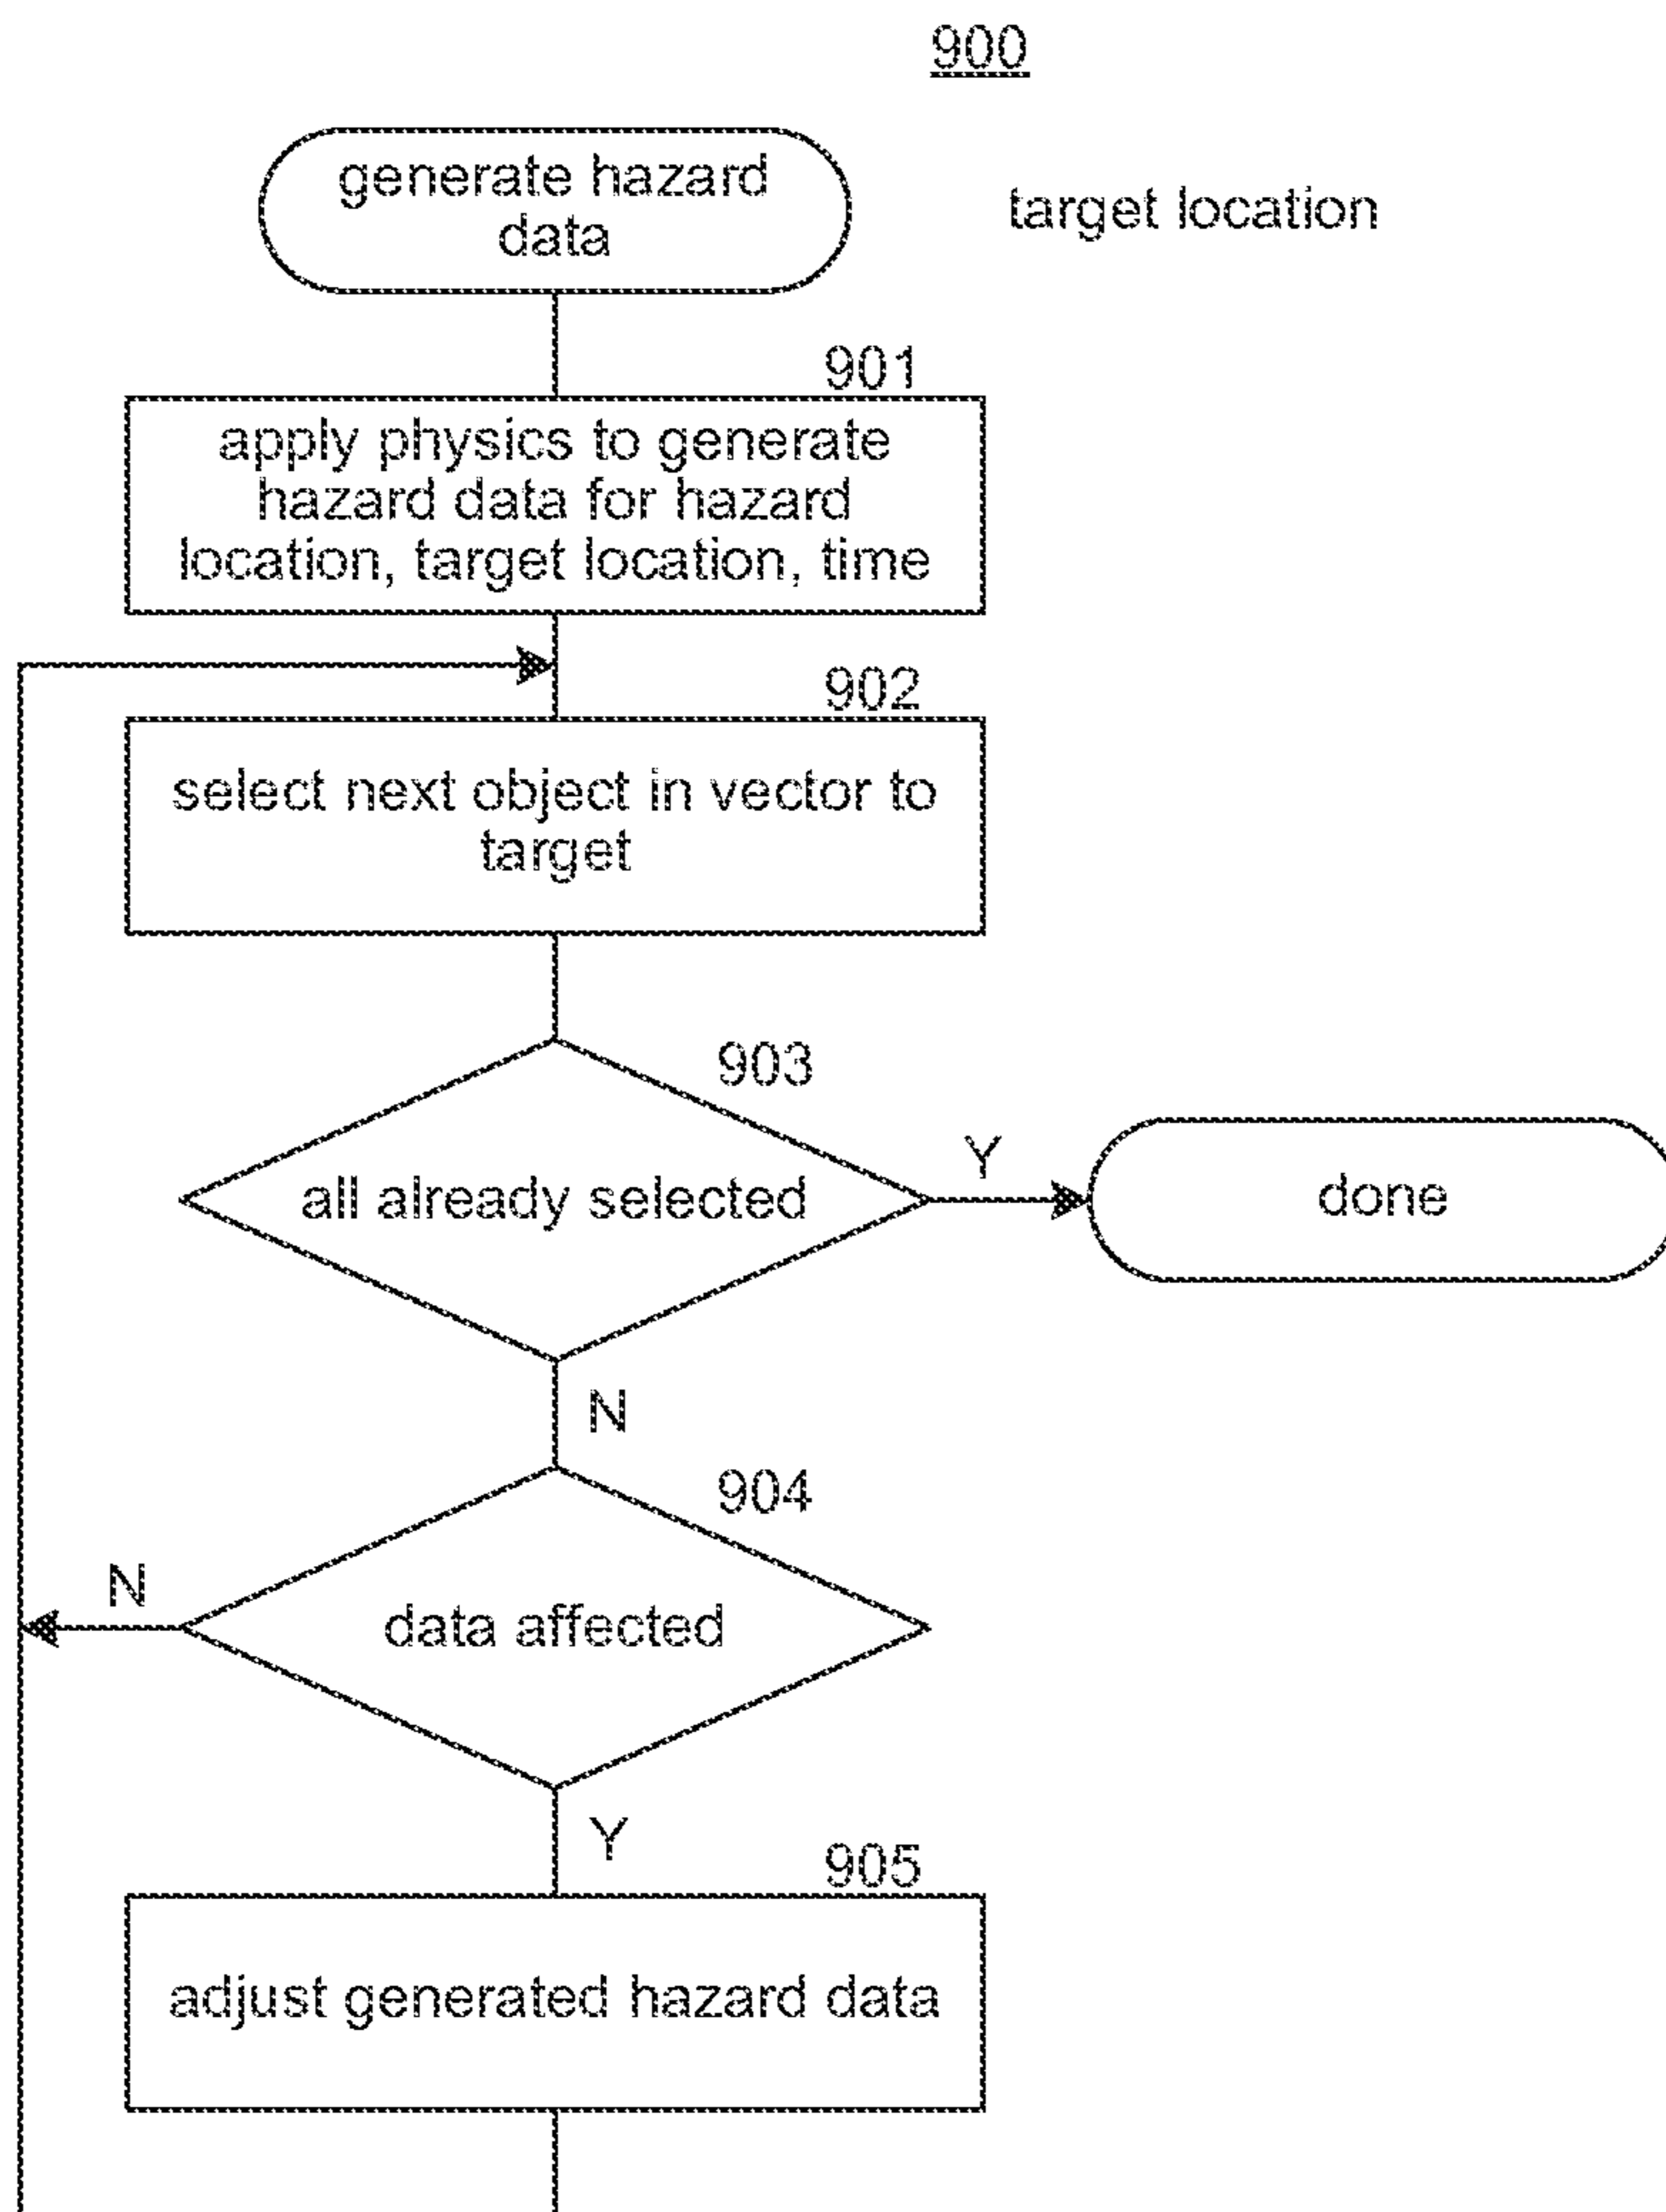 900
generate hazard
data
target location
901
apply physics to generate
hazard data for hazard
location, target location, time
902
select next object in vector to
target
903
all already selected
Y
done
N
904
data affected
N
Y
905
adjust generated hazard data